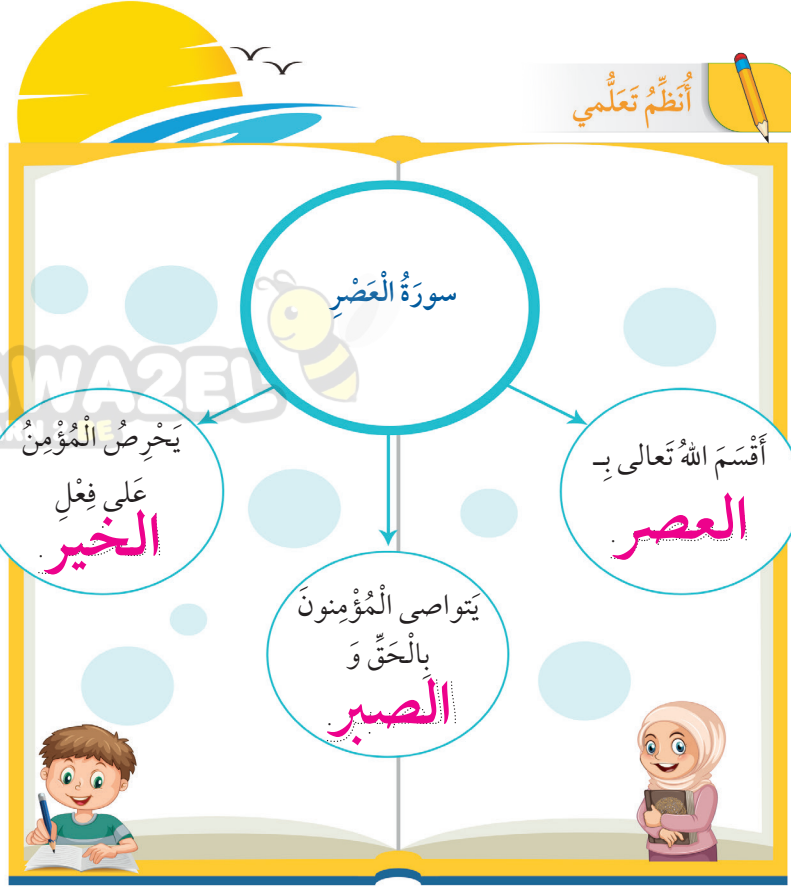 أُنَظِّمُ تَعَلُّمي
سورَةُ الْعَصْرِ
أَقْسَمَ اللهُ تَعالى بِـ
العصر.
يَتواصى الْمُؤْمِنونَ
بِالْحَقِّ وَ
الصبر.
يَحْرِصُ الْمُؤْمِنُ
عَلى فِعْلِ
الخير.